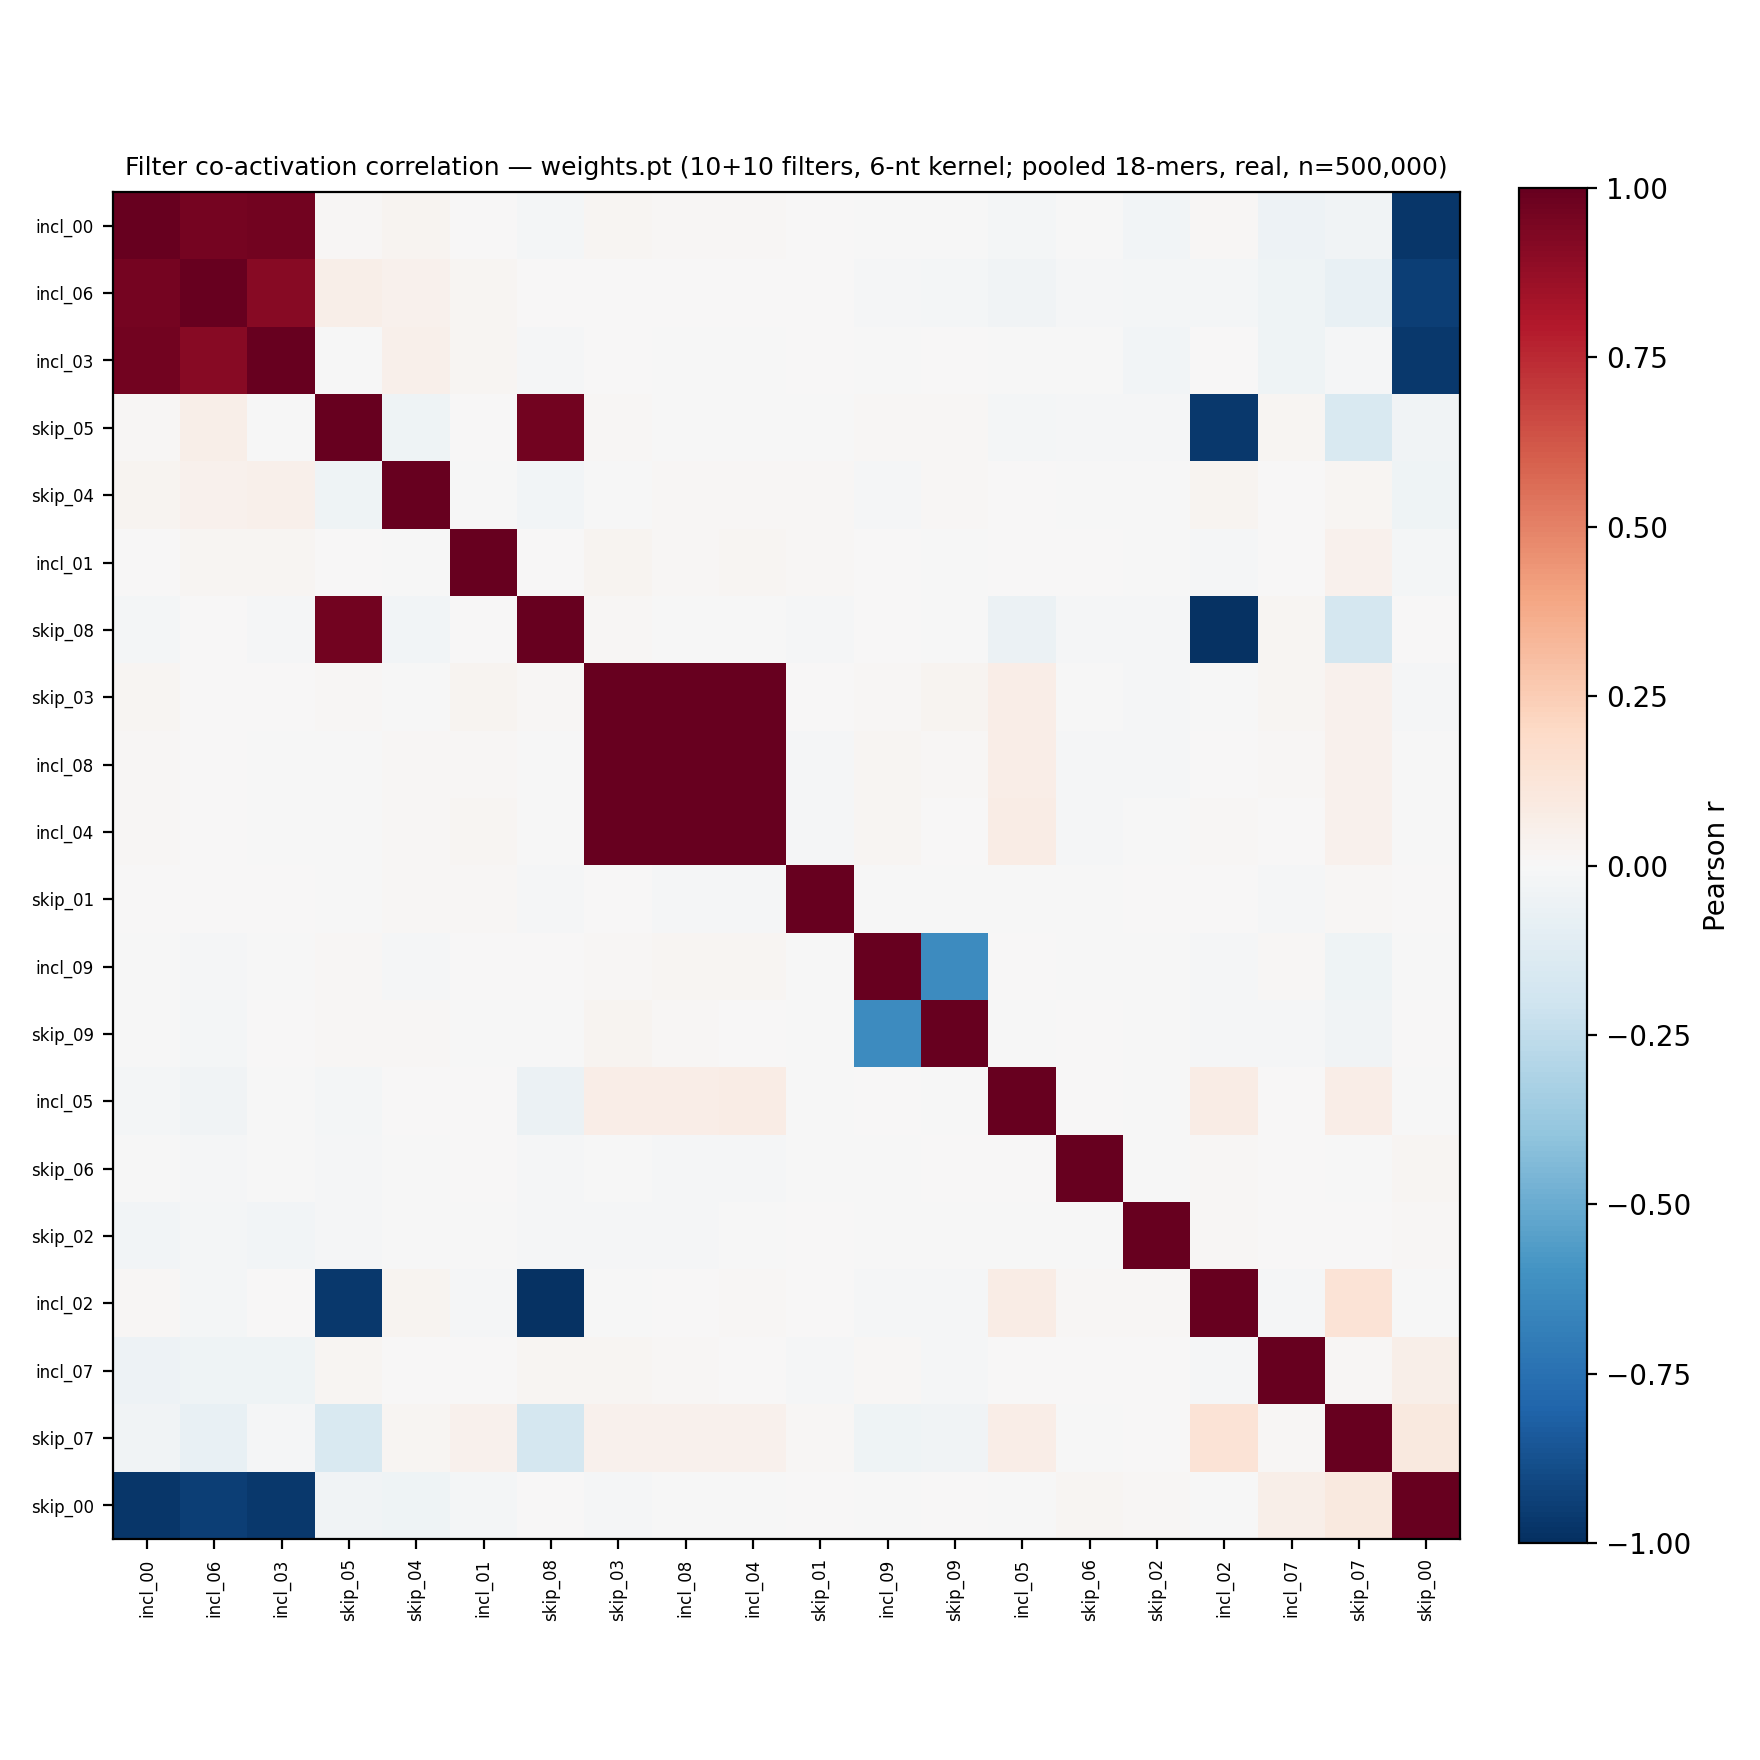 Filter co-activation correlation — weights.pt (10+10 filters, 6-nt kernel; pooled 18-mers, real, n=500,000)
incl_00
incl_06
incl_03
skip_05
skip_04
incl_01
skip_08
skip_03
incl_08
incl_04
skip_01
incl_09
skip_09
incl_05
skip_06
skip_02
incl_02
incl_07
skip_07
skip_00
incl_00
incl_06
incl_03
skip_05
skip_04
incl_01
skip_08
skip_03
incl_08
incl_04
skip_01
incl_09
skip_09
incl_05
skip_06
skip_02
incl_02
incl_07
skip_07
skip_00
1.00
0.75
0.50
0.25
0.00
−0.25
−0.50
−0.75
−1.00
Pearson r